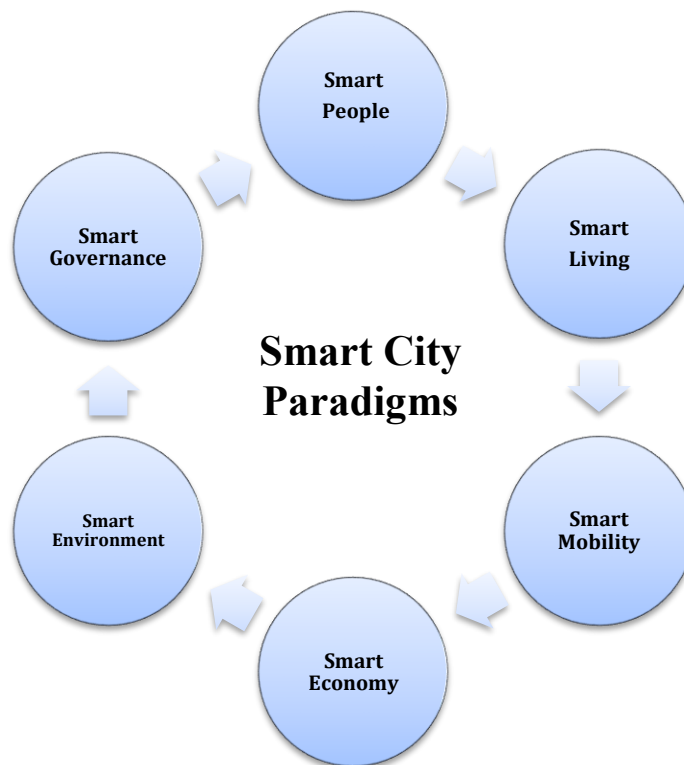 Smart
People
Smart
Living
Smart
Mobility
Smart
Economy
Smart
Environment
Smart
Governance
Smart City
Paradigms